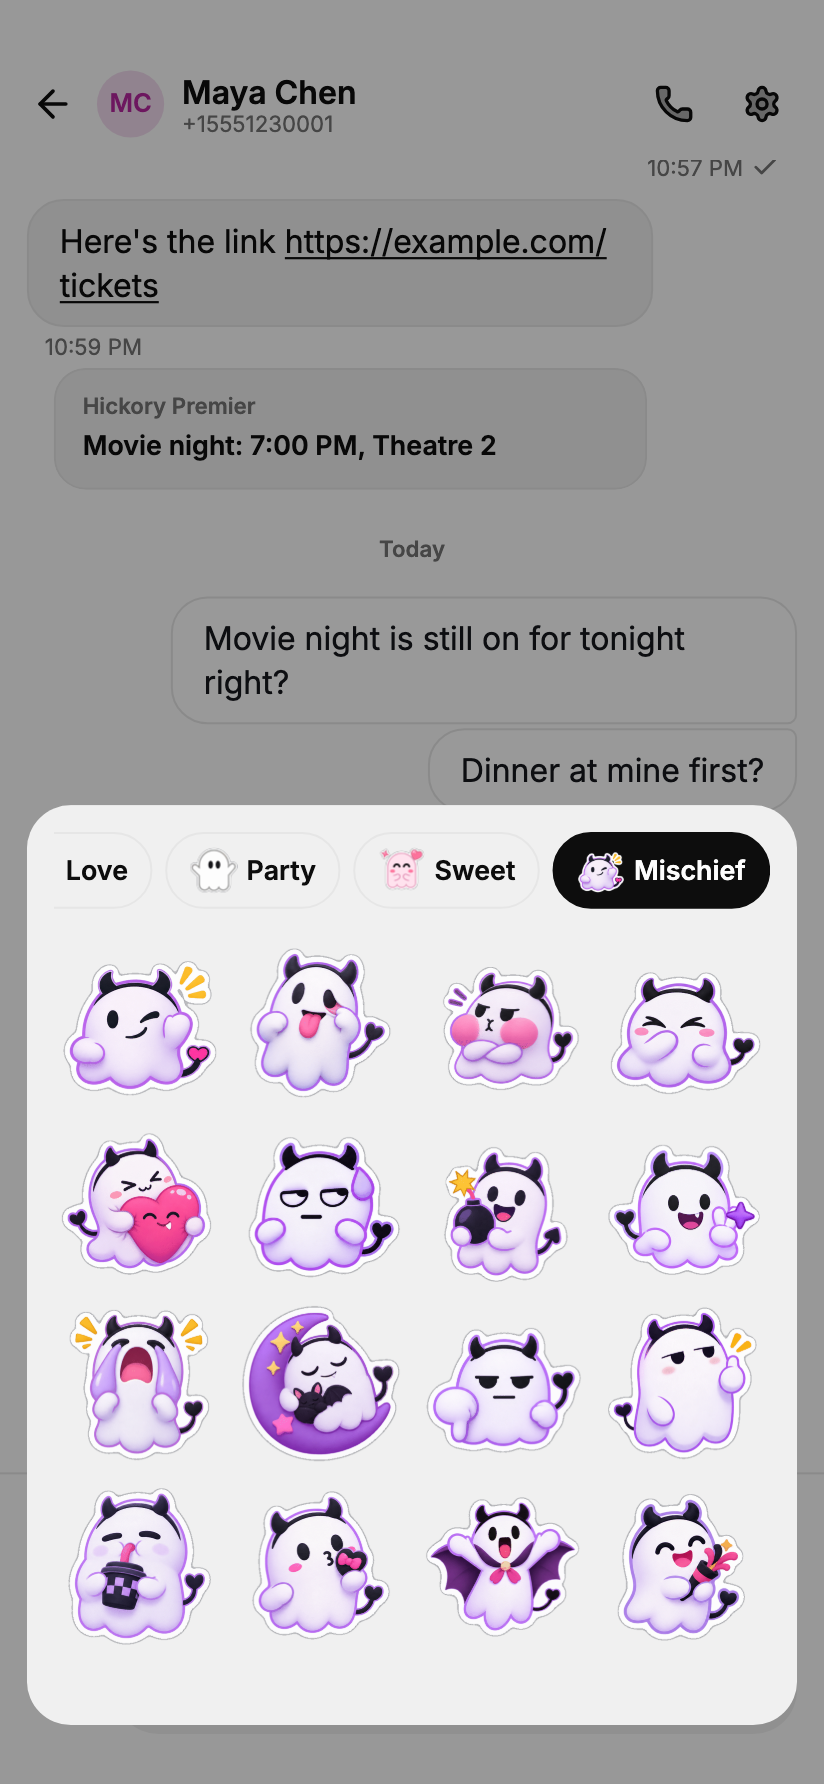 MC
Maya Chen
+15551230001
10:57 PM
Here's the link https://example.com/
tickets
10:59 PM
Hickory Premier
Movie night: 7:00 PM, Theatre 2
Today
Movie night is still on for tonight
right?
Dinner at mine first?
Love
Party
Sweet
Mischief